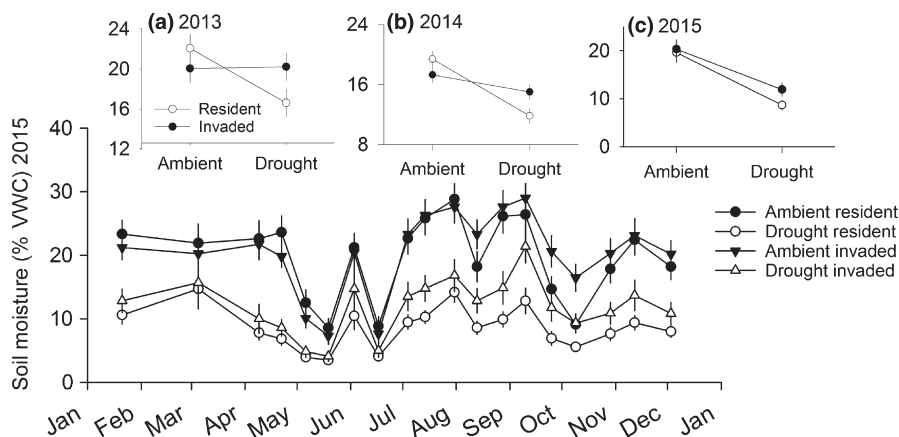 (a) 2013
24
20
16
12
Resident
Invaded
Ambient
Drought
(b) 2014
24
16
8
Ambient
Drought
(c) 2015
20
10
0
Ambient
Drought
Soil moisture (% VWC) 2015
40
30
20
10
0
Jan
Feb
Mar
Apr
May
Jun
Jul
Aug
Sep
Oct
Nov
Dec
Jan
Ambient resident
Drought resident
Ambient invaded
Drought invaded